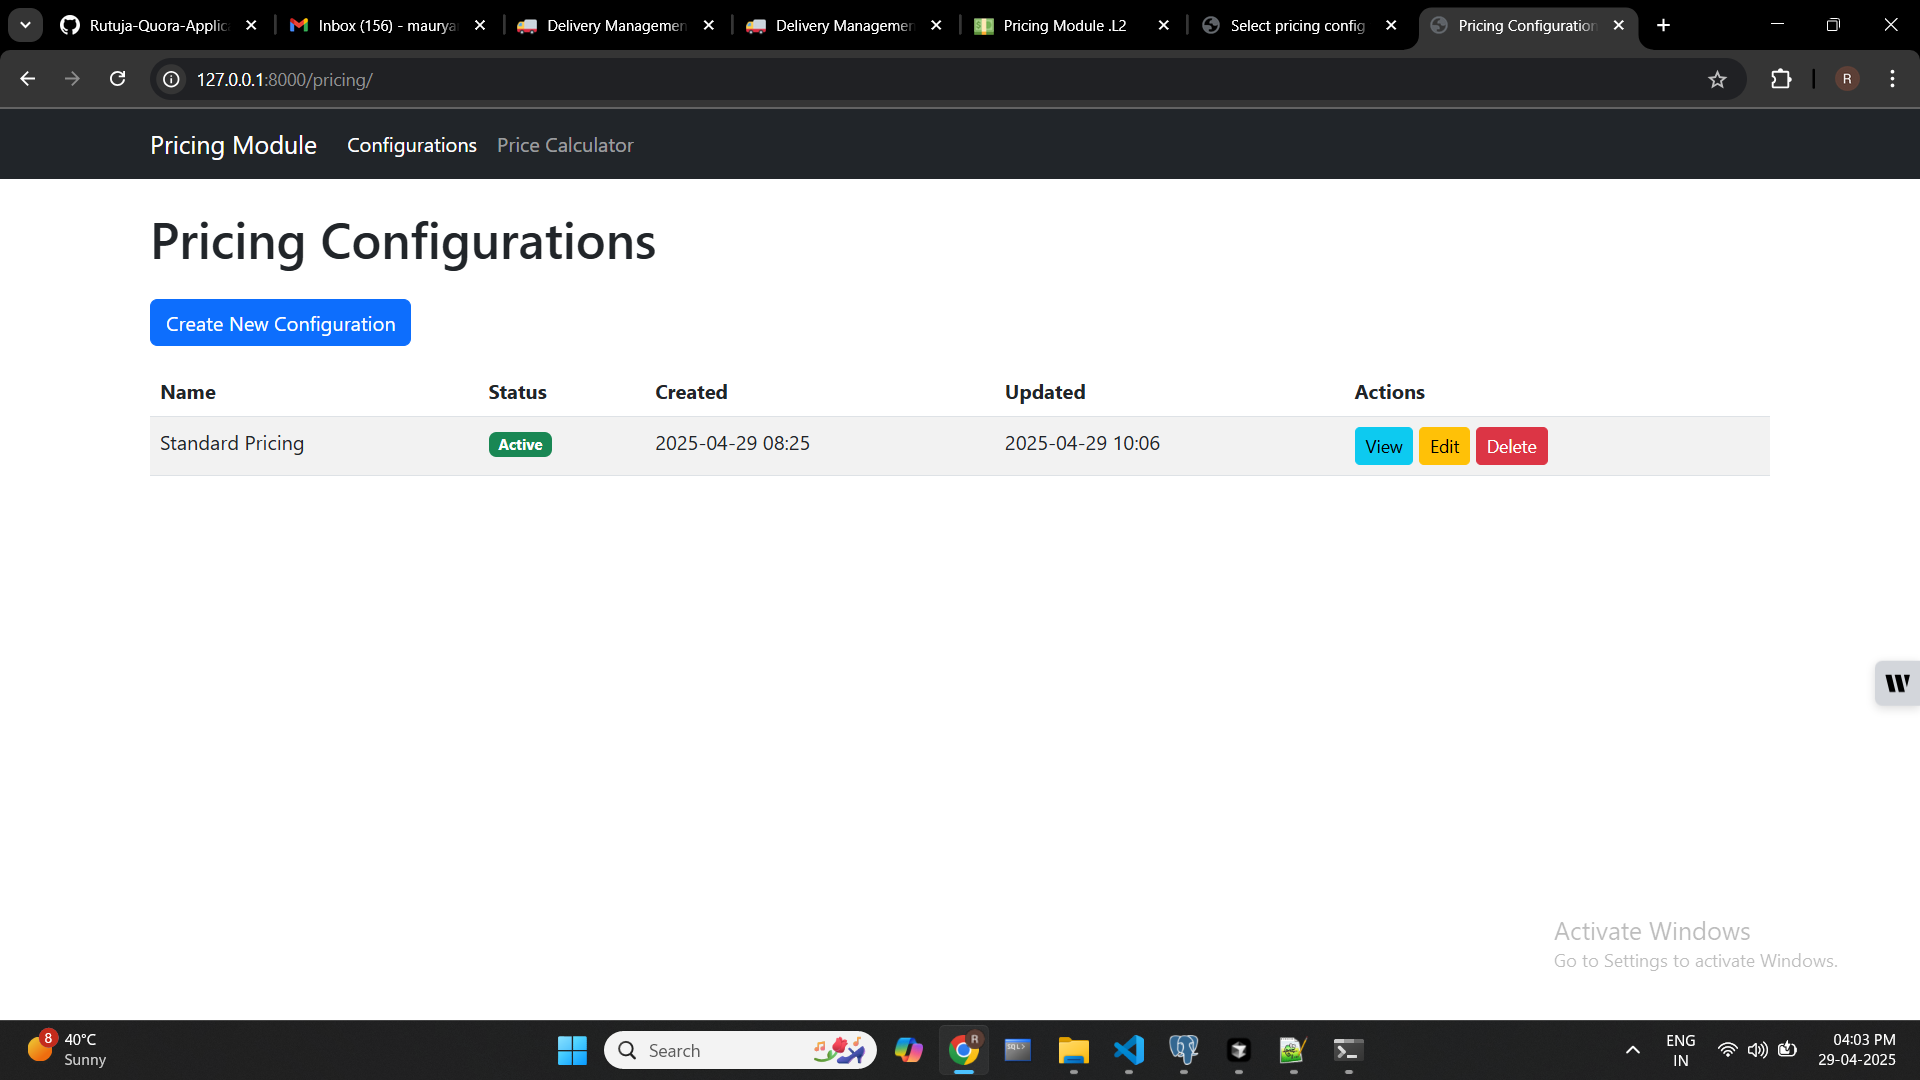 Rutuja-Quora-Applica
Inbox (156) - maurya
Delivery Managemen
Delivery Managemen
Pricing Module .L2
Select pricing config
Pricing Configuration
127.0.0.1:8000/pricing/
R
Pricing Module
Configurations
Price Calculator
Pricing Configurations
Create New Configuration
Name Status Created Updated Actions
Standard Pricing Active 2025-04-29 08:25 2025-04-29 10:06 View Edit Delete
W
Activate Windows
Go to Settings to activate Windows.
8
40°C
Sunny
Search
R
SQL>
ENG
IN
04:03 PM
29-04-2025